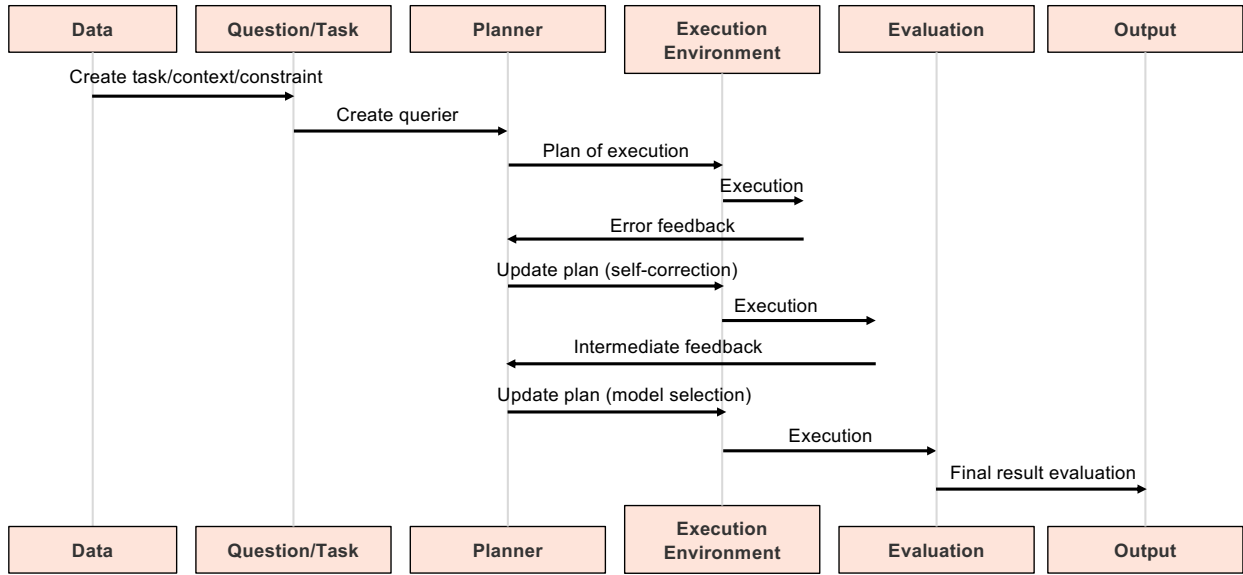 Data
Question/Task
Planner
Execution
Environment
Evaluation
Output
Create task/context/constraint
Create querier
Plan of execution
Execution
Error feedback
Update plan (self-correction)
Execution
Intermediate feedback
Update plan (model selection)
Execution
Final result evaluation
Data
Question/Task
Planner
Execution
Environment
Evaluation
Output